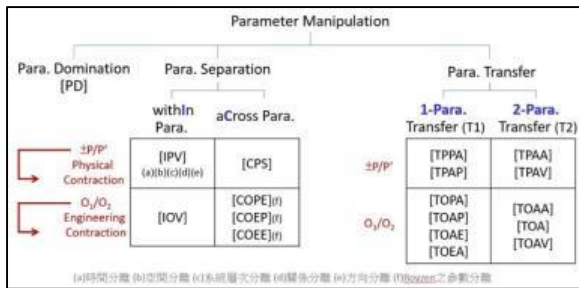 Parameter Manipulation
Para. Domination
[PD]
Para. Separation
Para. Transfer
withIn
Para.
aCross Para.
1-Para.
Transfer (T1)
2-Para.
Transfer (T2)
±P/P'
Physical
Contraction
[IPV]
(a)(b)(c)(d)(e)
[CPS]
±P/P'
[TPPA]
[TPAP]
[TPAA]
[TPAV]
O₁/O₂
Engineering
Contraction
[IOV]
[COPE](f)
[COEP](f)
[COEE](f)
O₁/O₂
[TOPA]
[TOAP]
[TOAE]
[TOEA]
[TOAA]
[TOA]
[TOAV]
(a)時間分離 (b)空間分離 (c)系統層次分離 (d)關係分離 (e)方向分離 (f)Boyzen之參數分離